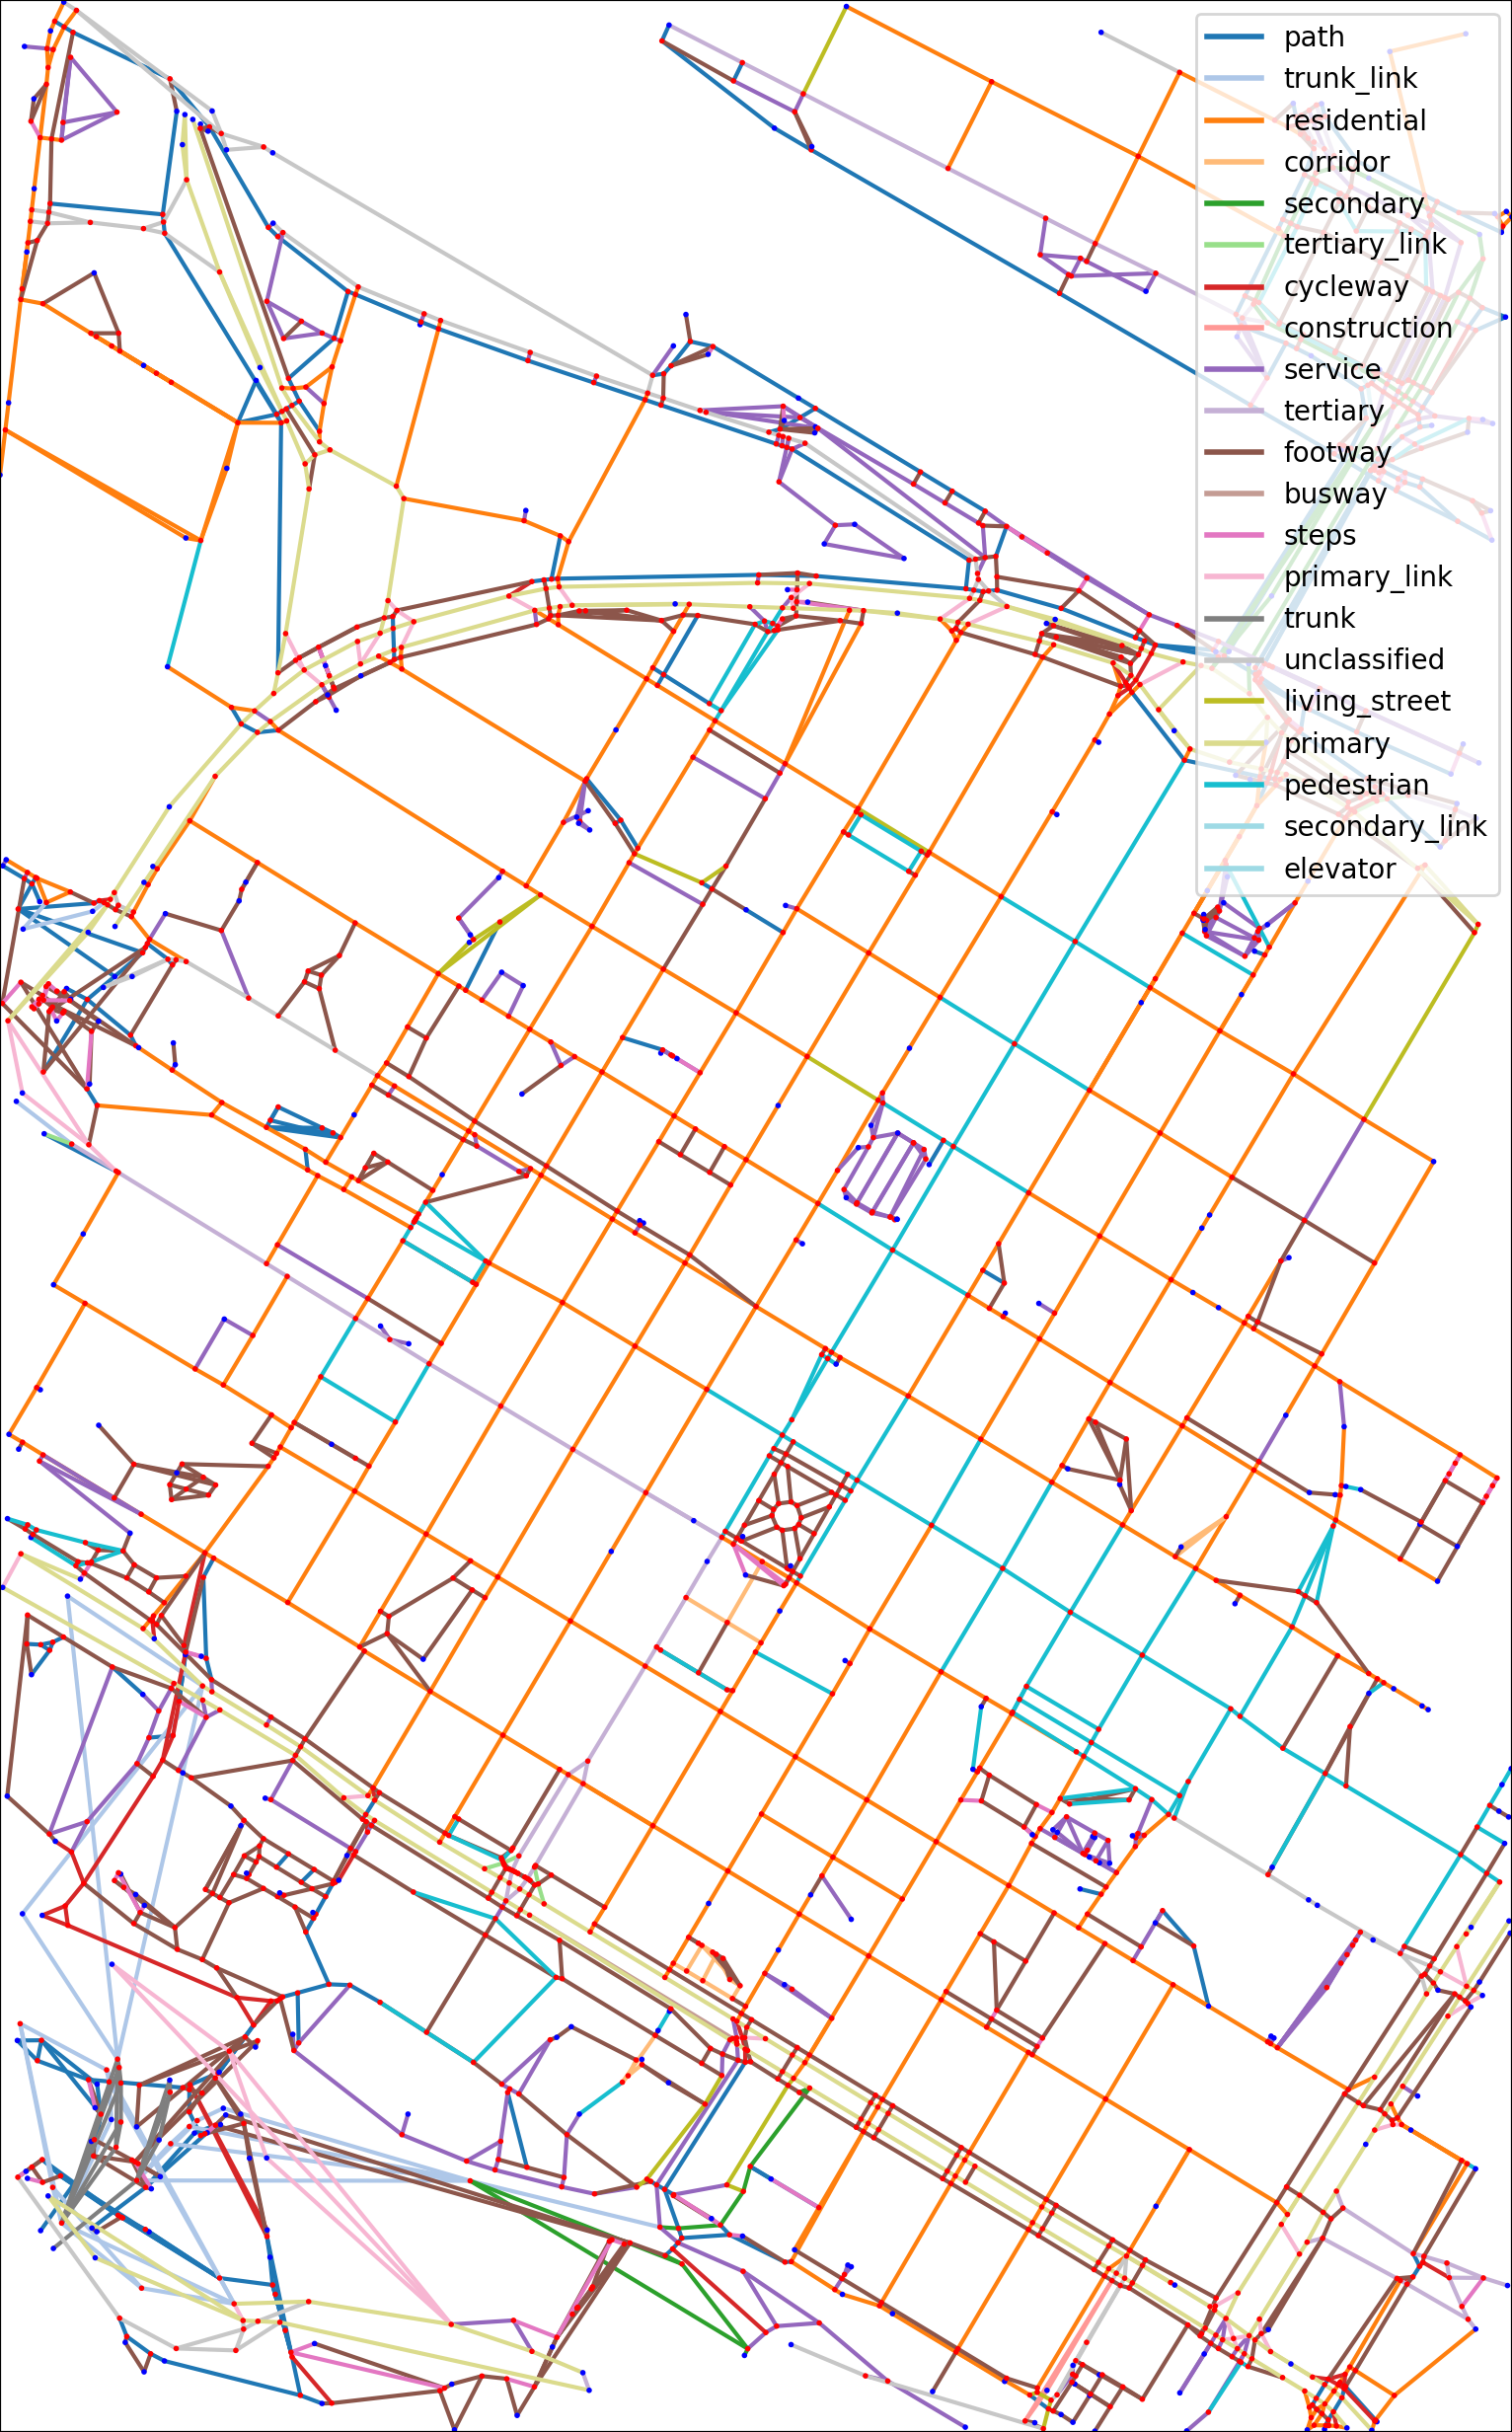 path
trunk_link
residential
corridor
secondary
tertiary_link
cycleway
construction
service
tertiary
footway
busway
steps
primary_link
trunk
unclassified
living_street
primary
pedestrian
secondary_link
elevator